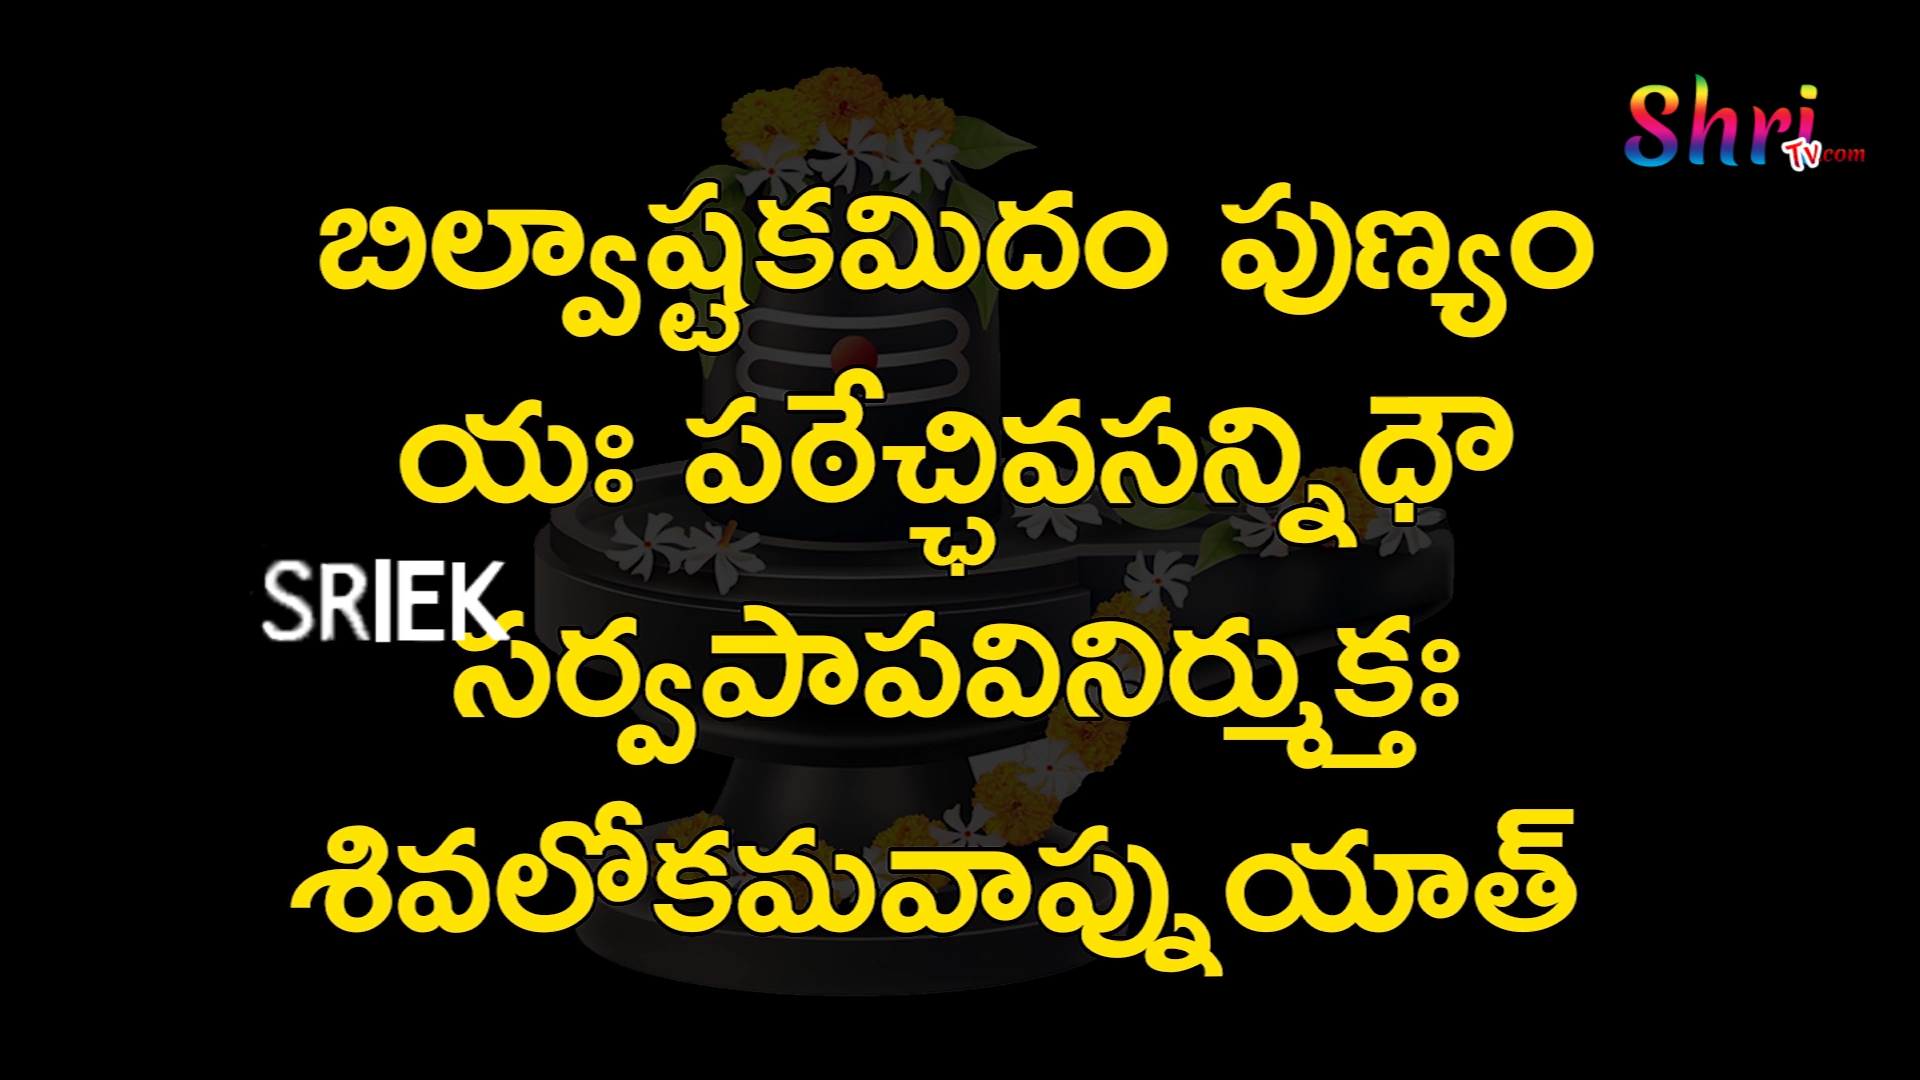 Shri
TV.com
బిల్వాష్టకమిదం పుణ్యం
యః పఠేచ్ఛివసన్నిధౌ
SRIEK
సర్వపాపవినిర్ముక్తః
శివలోకమవాప్నుయాత్